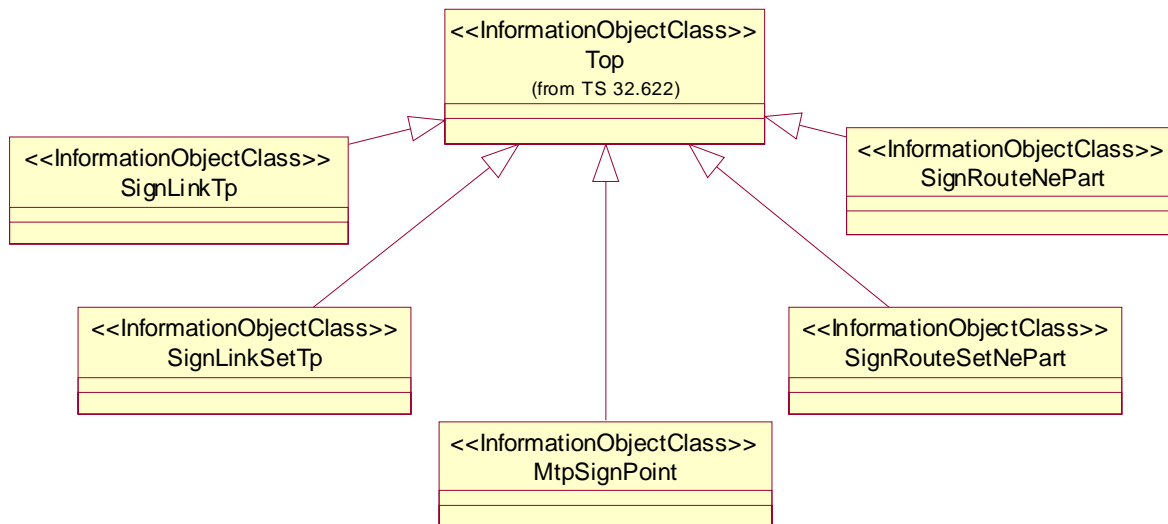 <<InformationObjectClass>>
Top
(from TS 32.622)
<<InformationObjectClass>>
SignLinkTp
<<InformationObjectClass>>
SignRouteNePart
<<InformationObjectClass>>
SignLinkSetTp
<<InformationObjectClass>>
SignRouteSetNePart
<<InformationObjectClass>>
MtpSignPoint